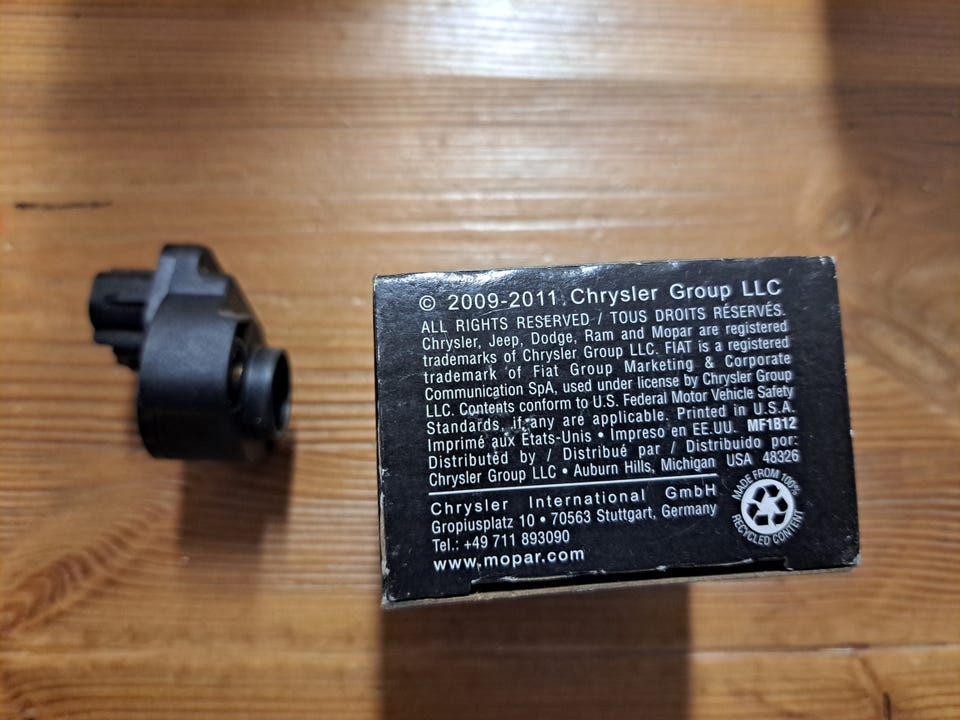 © 2009-2011 Chrysler Group LLC
ALL RIGHTS RESERVED / TOUS DROITS RÉSERVÉS.
Chrysler, Jeep, Dodge, Ram and Mopar are registered
trademarks of Chrysler Group LLC. FIAT is a registered
trademark of Fiat Group Marketing & Corporate
Communication SpA, used under license by Chrysler Group
LLC. Contents conform to U.S. Federal Motor Vehicle Safety
Standards, if any are applicable. Printed in U.S.A.
Imprimé aux États-Unis • Impreso en EE.UU. MF1B12
Distributed by / Distribué par / Distribuido por:
Chrysler Group LLC • Auburn Hills, Michigan USA 48326
Chrysler International GmbH
Gropiusplatz 10 • 70563 Stuttgart, Germany
Tel.: +49 711 893090
www.mopar.com
MADE FROM 100%
RECYCLED CONTENT